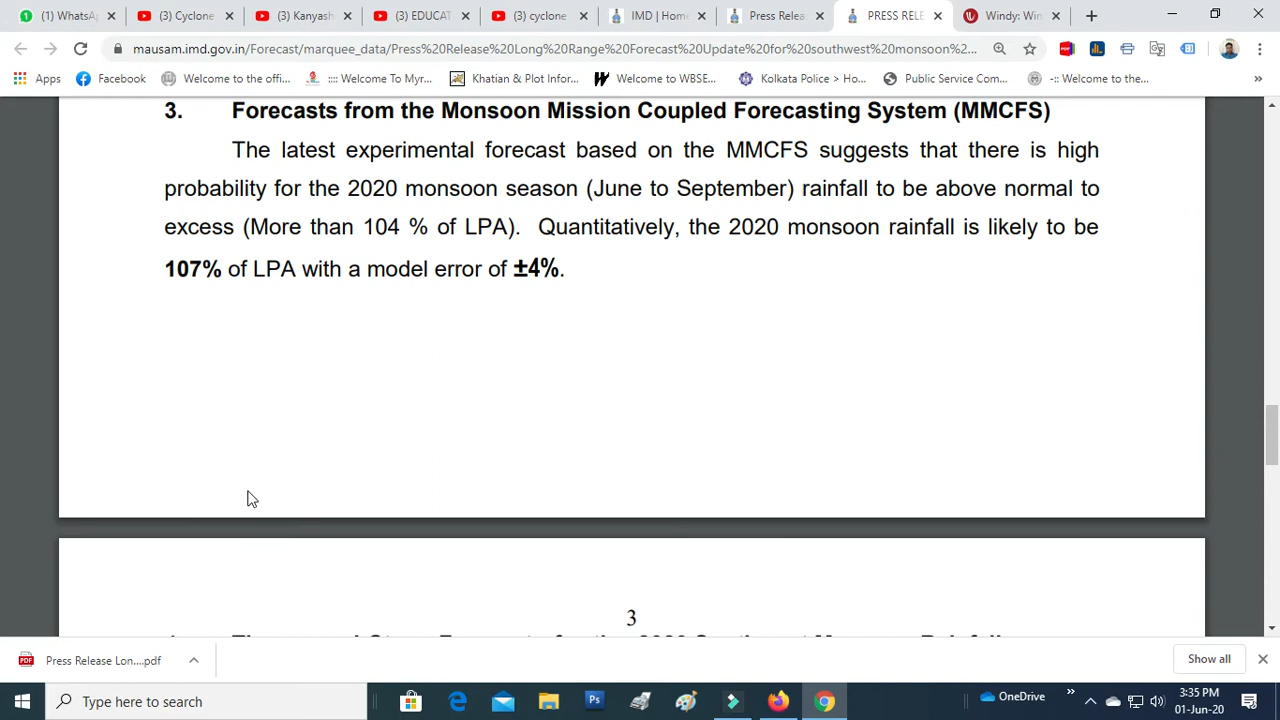 (1) WhatsA
(3) Cyclone
(3) Kanyash
(3) EDUCAT
(3) cyclone
IMD | Home
Press Relea
PRESS RELE
Windy: Win
mausam.imd.gov.in/Forecast/marquee_data/Press%20Release%20Lng%20Range%20Forecast%20Update%20for%20southwest%20monsoon%2...
Apps
Facebook
Welcome to the offi...
:::: Welcome To Myr...
Khatian & Plot Infor...
Welcome to WBSE...
Kolkata Police > Ho...
Public Service Com...
-:: Welcome to the...
»
3. Forecasts from the Monsoon Mission Coupled Forecasting System (MMCFS)
The latest experimental forecast based on the MMCFS suggests that there is high
probability for the 2020 monsoon season (June to September) rainfall to be above normal to
excess (More than 104 % of LPA). Quantitatively, the 2020 monsoon rainfall is likely to be
107% of LPA with a model error of ±4%.
3
Press Release Lon....pdf
Show all
Type here to search
Ps
OneDrive
»
3:35 PM
01-Jun-20